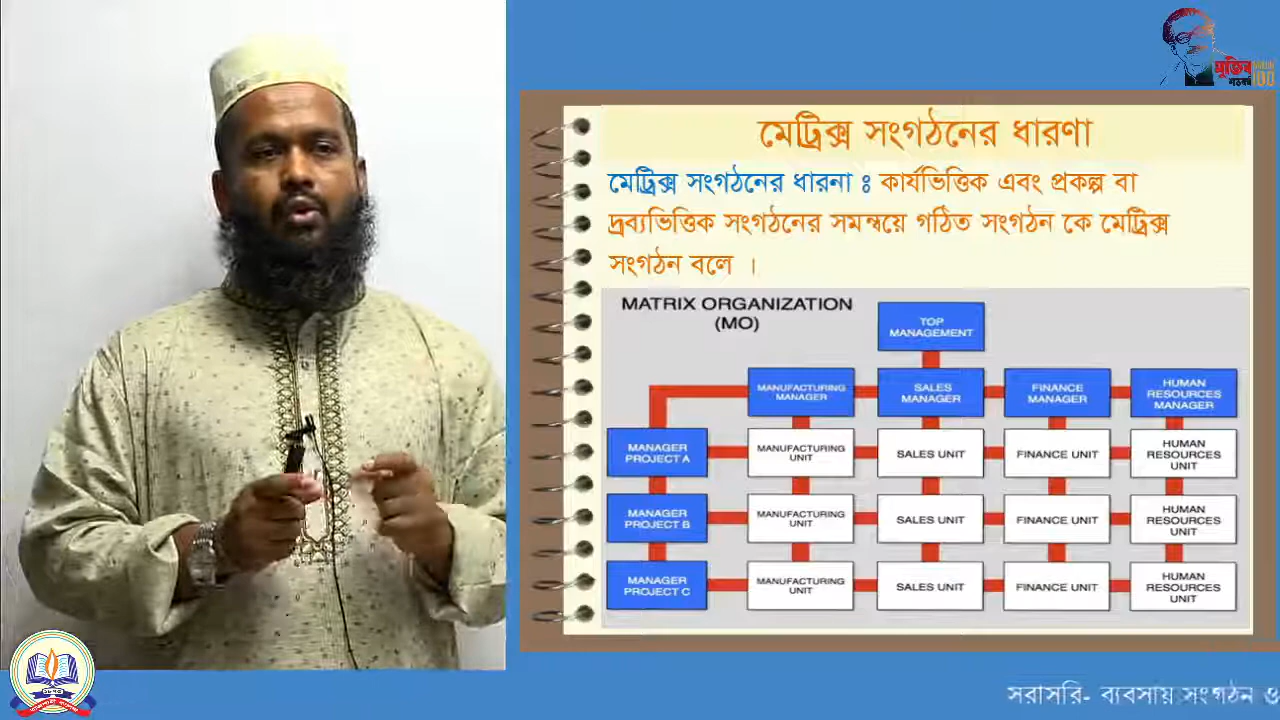 মুজিব
100
মেট্রিক্স সংগঠনের ধারণা
মেট্রিক্স সংগঠনের ধারনা ঃ কার্যভিত্তিক এবং প্রকল্প বা
দ্রব্যভিত্তিক সংগঠনের সমন্বয়ে গঠিত সংগঠন কে মেট্রিক্স
সংগঠন বলে ।
MATRIX ORGANIZATION
(MO)
TOP
MANAGEMENT
MANUFACTURING
MANAGER
SALES
MANAGER
FINANCE
MANAGER
HUMAN
RESOURCES
MANAGER
MANAGER
PROJECT A
MANUFACTURING
UNIT
SALES UNIT
FINANCE UNIT
HUMAN
RESOURCES
UNIT
MANAGER
PROJECT B
MANUFACTURING
UNIT
SALES UNIT
FINANCE UNIT
HUMAN
RESOURCES
UNIT
MANAGER
PROJECT C
MANUFACTURING
UNIT
SALES UNIT
FINANCE UNIT
HUMAN
RESOURCES
UNIT
সরাসরি- ব্যবসায় সংগঠন ও